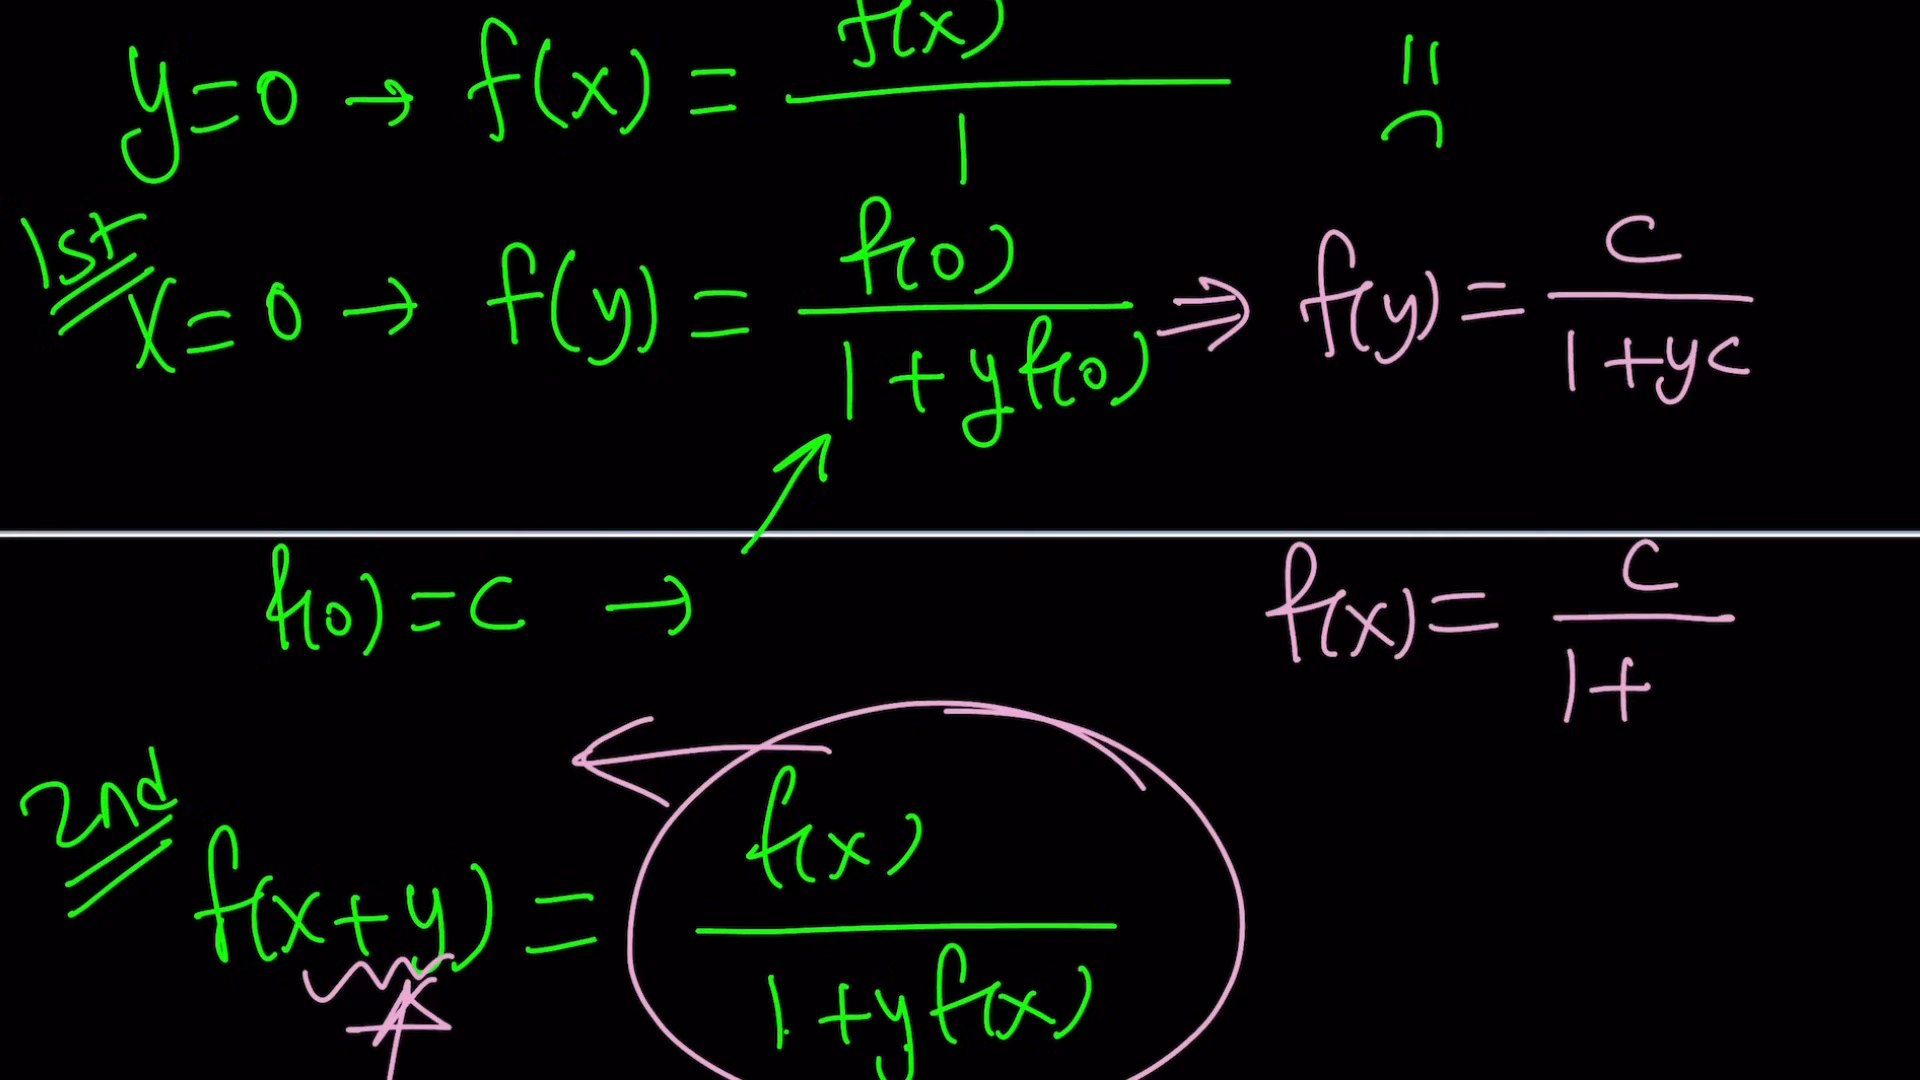 y=0 → f(x) = f(x)/1
1st x=0 → f(y) = f(0)/(1+yf(0)) ⇒ f(y) = c/(1+yc)
f(0)=c →
f(x) = c/(1+
2nd f(x+y) = f(x)/(1+yf(x))